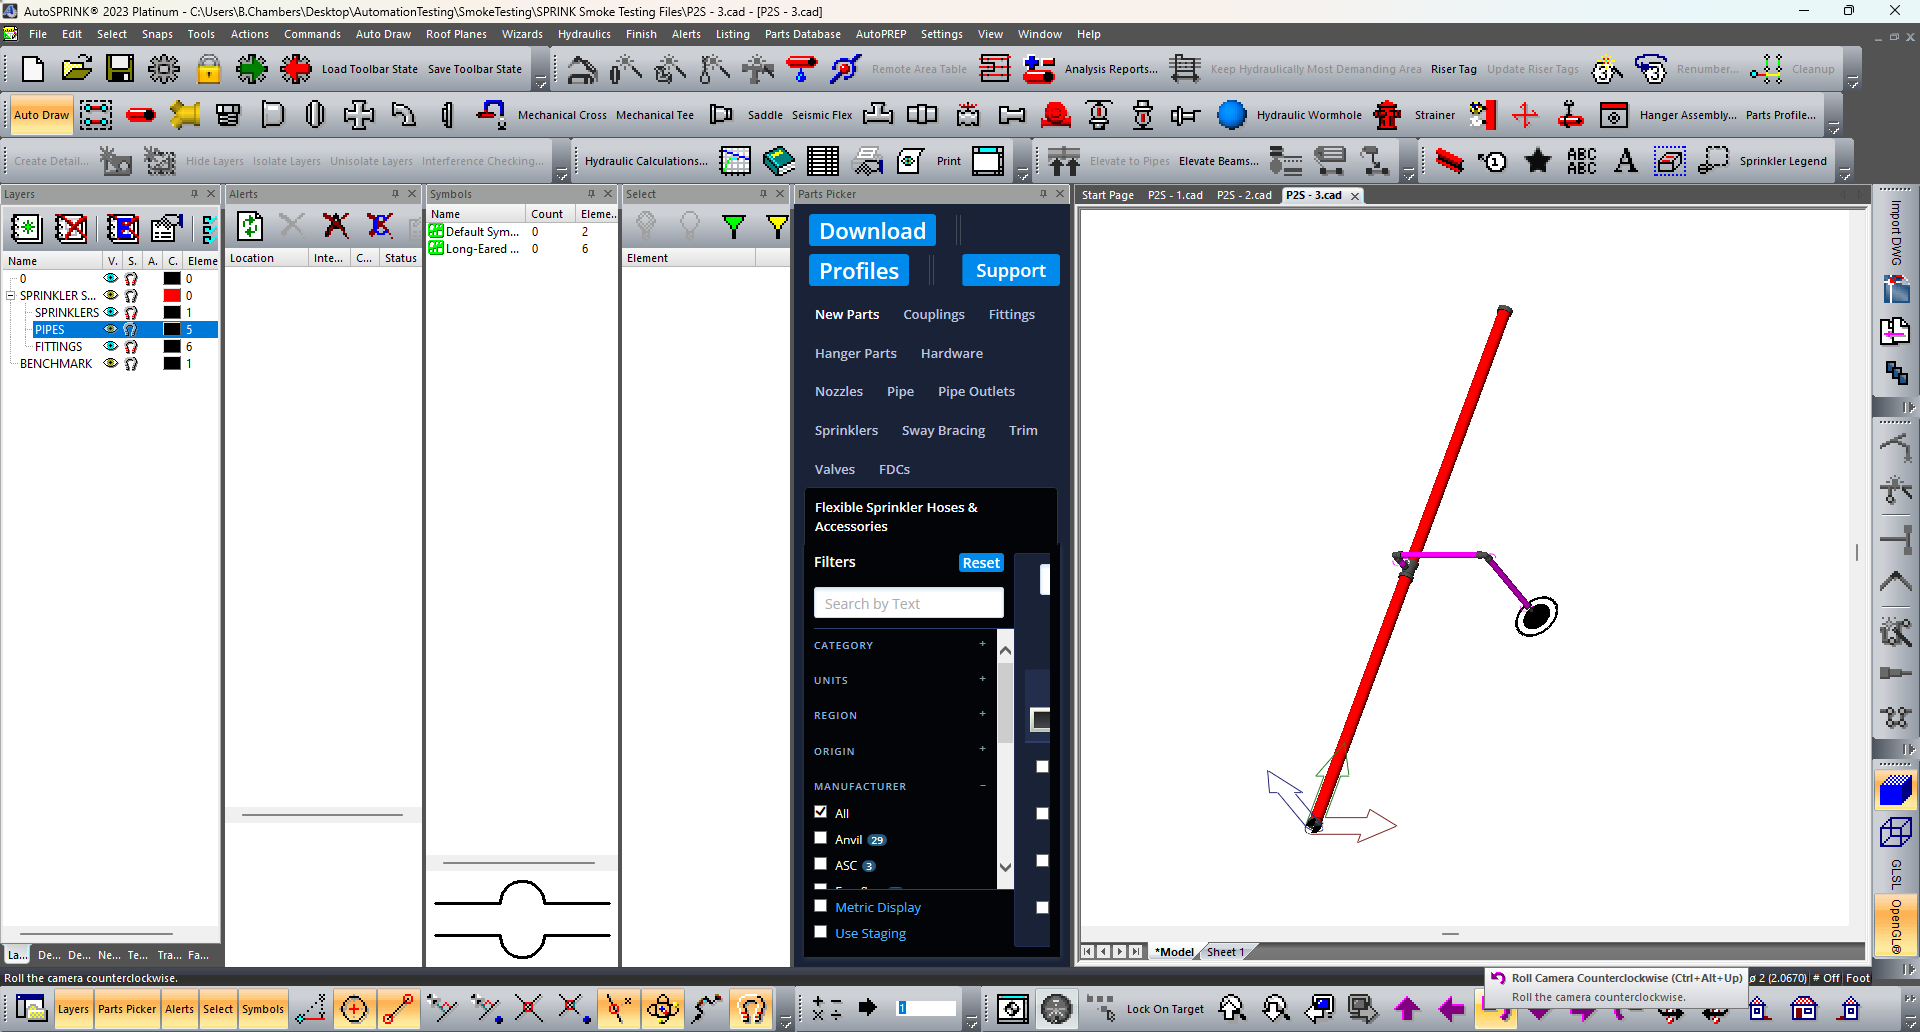 AutoSPRINK® 2023 Platinum - C:\Users\B.Chambers\Desktop\AutomationTesting\SmokeTesting\SPRINK Smoke Testing Files\P2S - 3.cad - [P2S - 3.cad]
File Edit Select Snaps Tools Actions Commands Auto Draw Roof Planes Wizards Hydraulics Finish Alerts Listing Parts Database AutoPREP Settings View Window Help
Load Toolbar State Save Toolbar State Remote Area Table Analysis Reports... Keep Hydraulically Most Demanding Area Riser Tag Update Riser Tags Renumber... Cleanup
Auto Draw Mechanical Cross Mechanical Tee Saddle Seismic Flex Hydraulic Wormhole Strainer Hanger Assembly... Parts Profile...
Create Detail... Hide Layers Isolate Layers Unisolate Layers Interference Checking... Hydraulic Calculations... Print Elevate to Pipes Elevate Beams... ABC ABC A Sprinkler Legend
Layers
Name V. S. A. C. Eleme
0 0
SPRINKLER S... 0
SPRINKLERS 1
PIPES 5
FITTINGS 6
BENCHMARK 1
La... De... De... Ne... Te... Tra... Fa...
Alerts
Location Inte... C... Status
Symbols
Name Count Eleme..
Default Sym... 0 2
Long-Eared ... 0 6
Select
Element
Parts Picker
Download
Profiles Support
New Parts Couplings Fittings
Hanger Parts Hardware
Nozzles Pipe Pipe Outlets
Sprinklers Sway Bracing Trim
Valves FDCs
Flexible Sprinkler Hoses &
Accessories
Filters Reset
Search by Text
CATEGORY +
UNITS +
REGION +
ORIGIN +
MANUFACTURER −
All
Anvil 29
ASC 3
Metric Display
Use Staging
Start Page P2S - 1.cad P2S - 2.cad P2S - 3.cad
*Model Sheet 1
Import DWG
GLSL
OpenGL®
Roll the camera counterclockwise.
ø 2 (2.0670) # Off Foot
Roll Camera Counterclockwise (Ctrl+Alt+Up)
Roll the camera counterclockwise.
Layers Parts Picker Alerts Select Symbols 1 Lock On Target